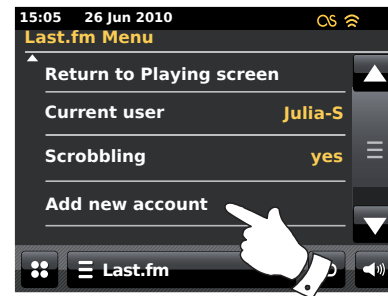 15:05 26 Jun 2010
Last.fm Menu
Return to Playing screen
Current user Julia-S
Scrobbling yes
Add new account
Last.fm